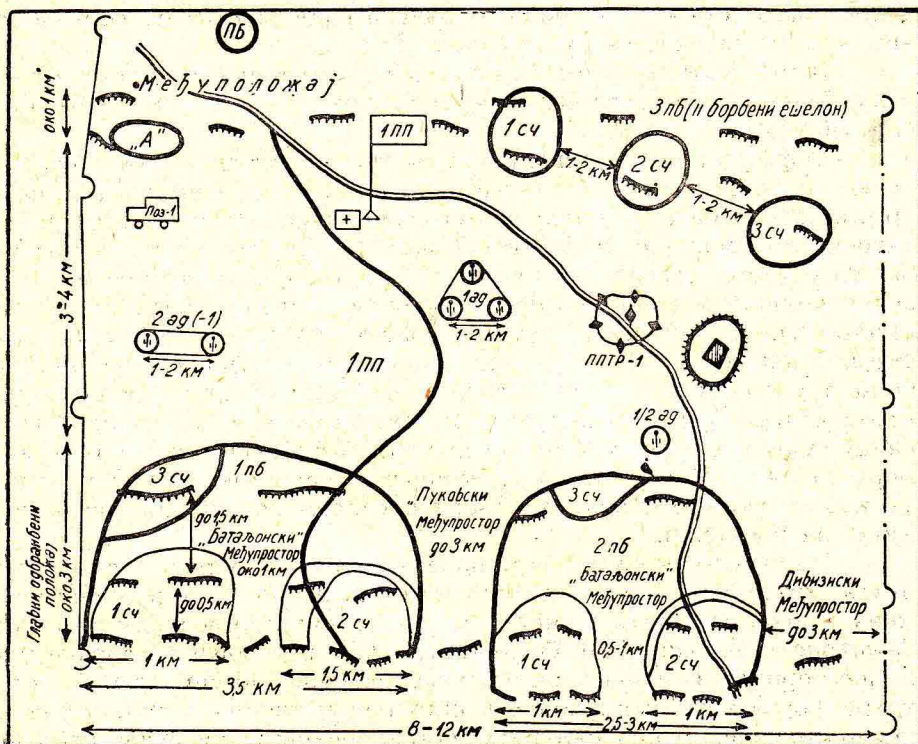 ПБ
Међуположај
око 1 км
„А"
1 ПП
1 сч
3 пб (II борбени ешелон)
1-2 км
2 сч
1-2 км
3 сч
Поз-1
+
3-4 км
2 ад (-1)
1-2 км
1 ад
1-2 км
1 ПП
ППТР-1
1/2 ад
3 сч
1 пб
до 1,5 км
„Батаљонски"
међупростор
око 1 км
„Пуковски
међупростор
до 3 км
3 сч
2 пб
„Батаљонски"
међупростор
Дивизиски
међупростор
до 3 км
Главни одбранбени
положај
око 3 км
1 сч
до 0,5 км
2 сч
1 сч
0,5-1 км
2 сч
1 км
1,5 км
3,5 км
1 км
1 км
2,5-3 км
8-12 км